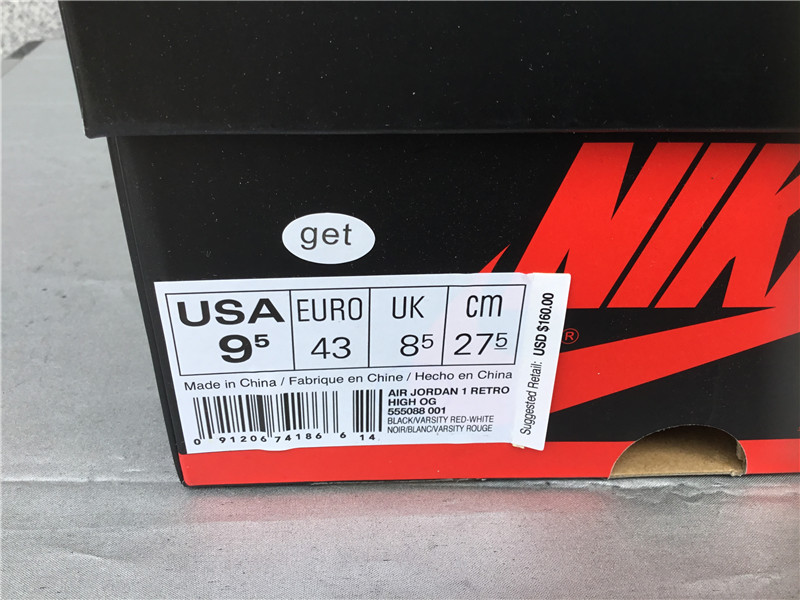 NIK
get
USA EURO UK cm
9⁵ 43 8⁵ 27⁵
®
Made in China / Fabrique en Chine / Hecho en China
AIR JORDAN 1 RETRO
HIGH OG
555088 001
BLACK/VARSITY RED-WHITE
NOIR/BLANC/VARSITY ROUGE
0 91206 74186 6 14
Suggested Retail: USD $160.00